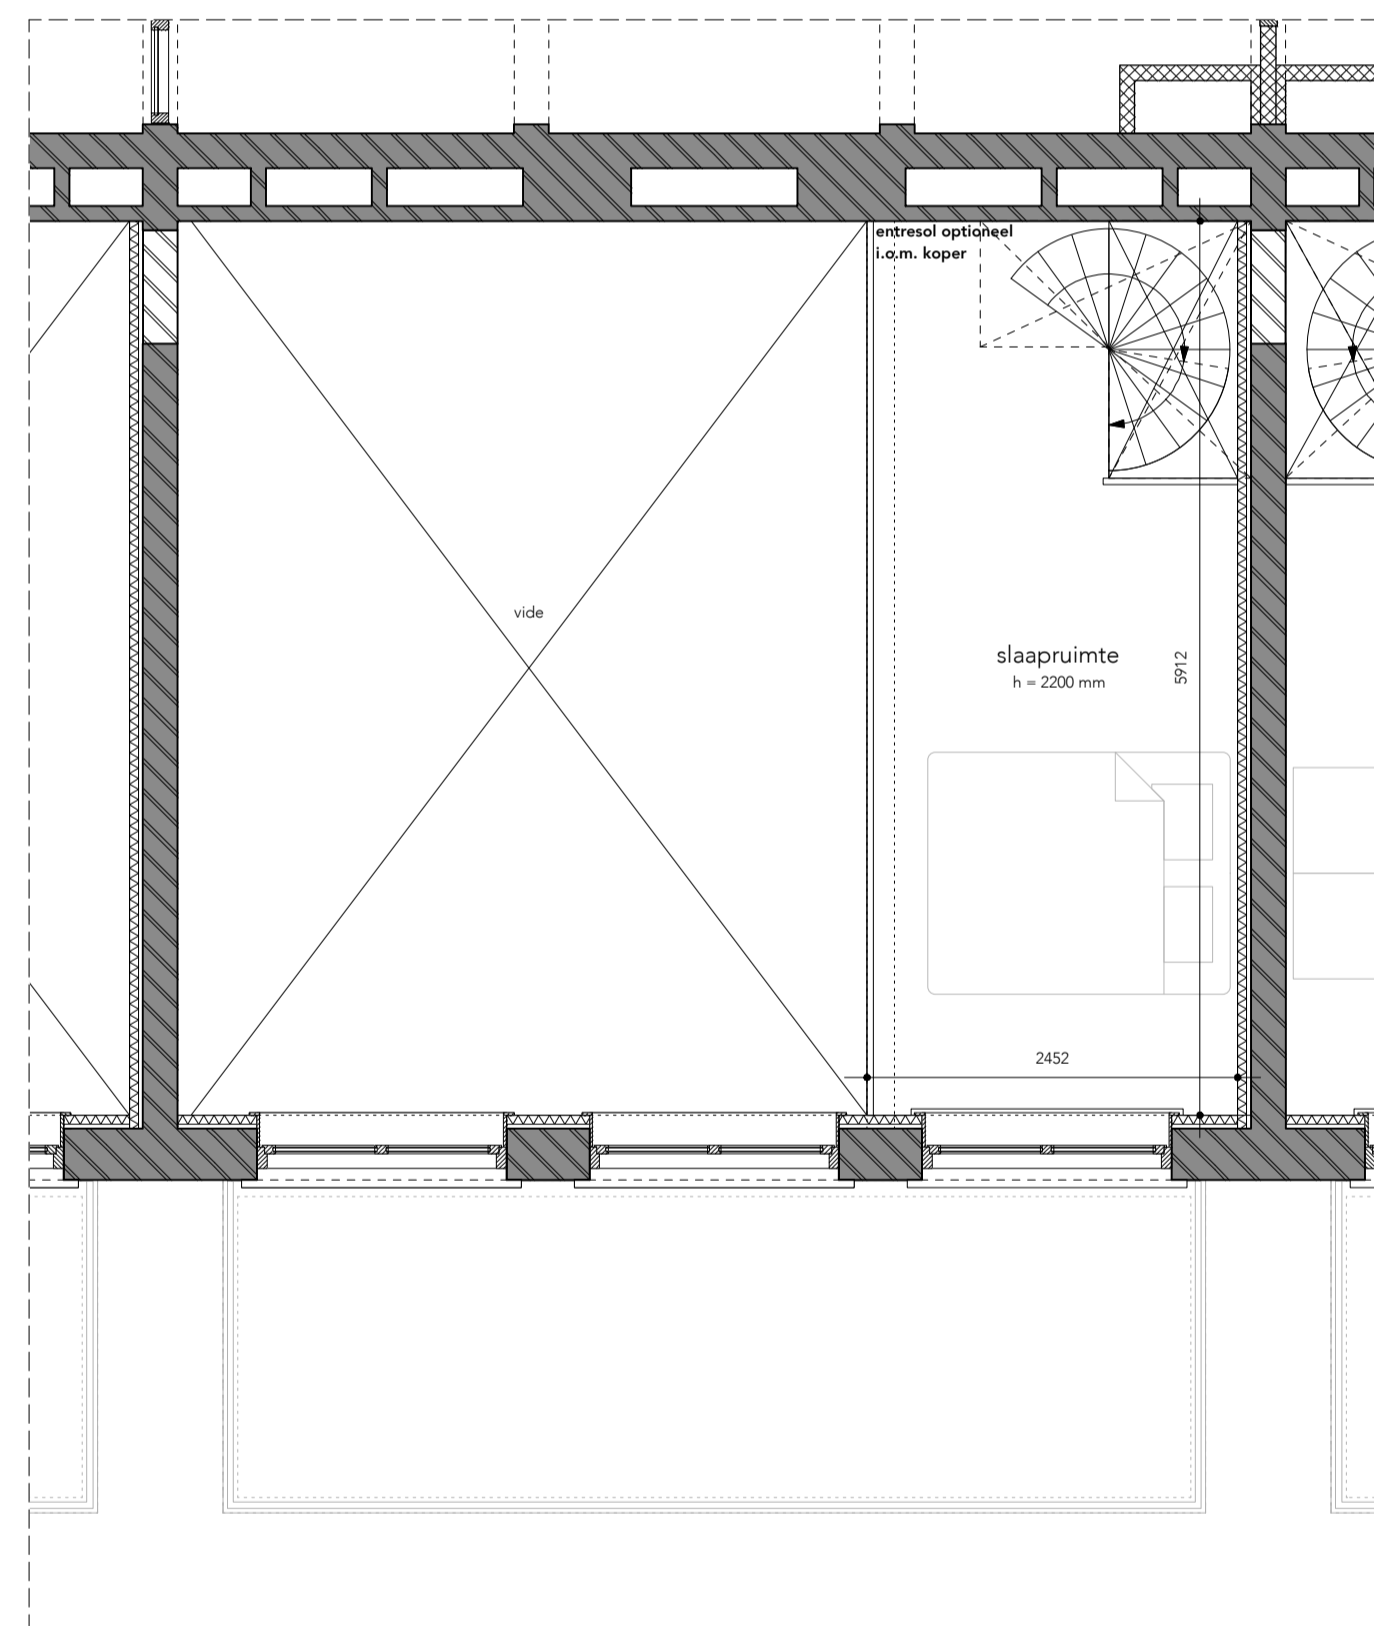 entresol optioneel
i.o.m. koper
vide
slaapruimte
h = 2200 mm
5912
2452